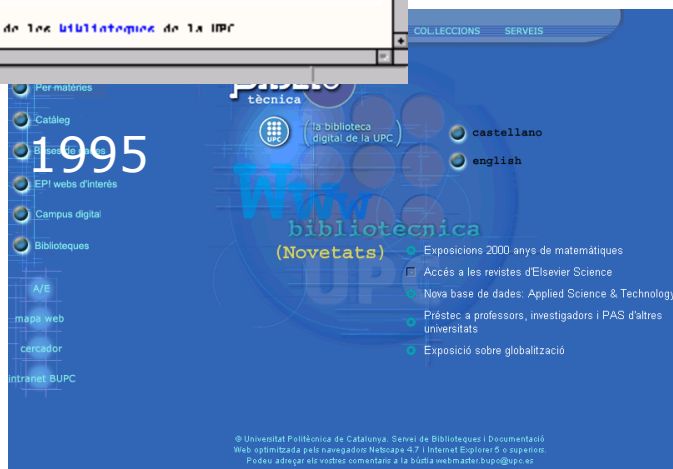 de les biblioteques de la UPC
COL.LECCIONS SERVEIS
Per matèries
Catàleg
Bases de dades
1995
EP! webs d'interès
Campus digital
Biblioteques
A/E
mapa web
cercador
intranet BUPC
BIBLIO
tècnica
UPC
(la biblioteca
digital de la UPC)
castellano
english
Www
bibliotècnica
UPC
(Novetats)
Exposicions 2000 anys de matemàtiques
Accés a les revistes d'Elsevier Science
Nova base de dades: Applied Science & Technology
Préstec a professors, investigadors i PAS d'altres
universitats
Exposició sobre globalització
© Universitat Politècnica de Catalunya. Servei de Biblioteques i Documentació
Web optimitzada pels navegadors Netscape 4.7 i Internet Explorer 5 o superiors.
Podeu adreçar els vostres comentaris a la bústia webmaster.bupc@upc.es